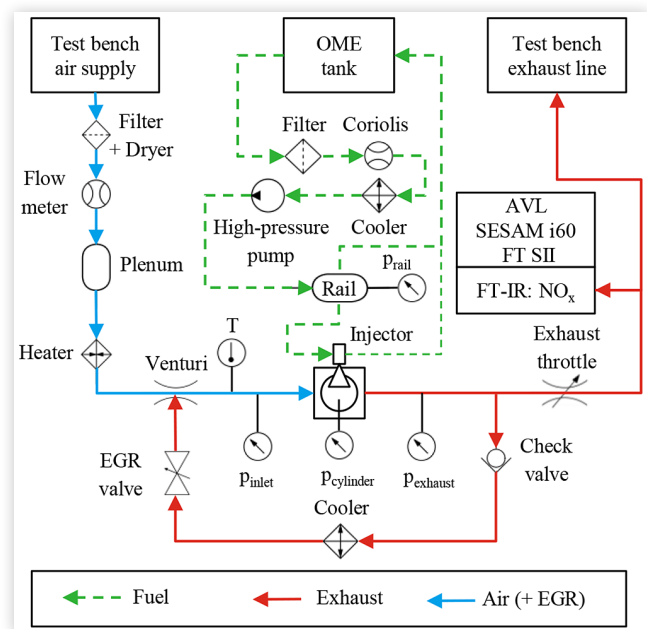 Test bench
air supply
OME
tank
Test bench
exhaust line
Filter
+ Dryer
Filter
Coriolis
Flow
meter
AVL
SESAM i60
FT SII
High-pressure
pump
Cooler
Plenum
p_rail
Rail
FT-IR: NOₓ
Injector
Exhaust
throttle
Heater
Venturi
T
EGR
valve
p_inlet
p_cylinder
p_exhaust
Check
valve
Cooler
Fuel
Exhaust
Air (+ EGR)